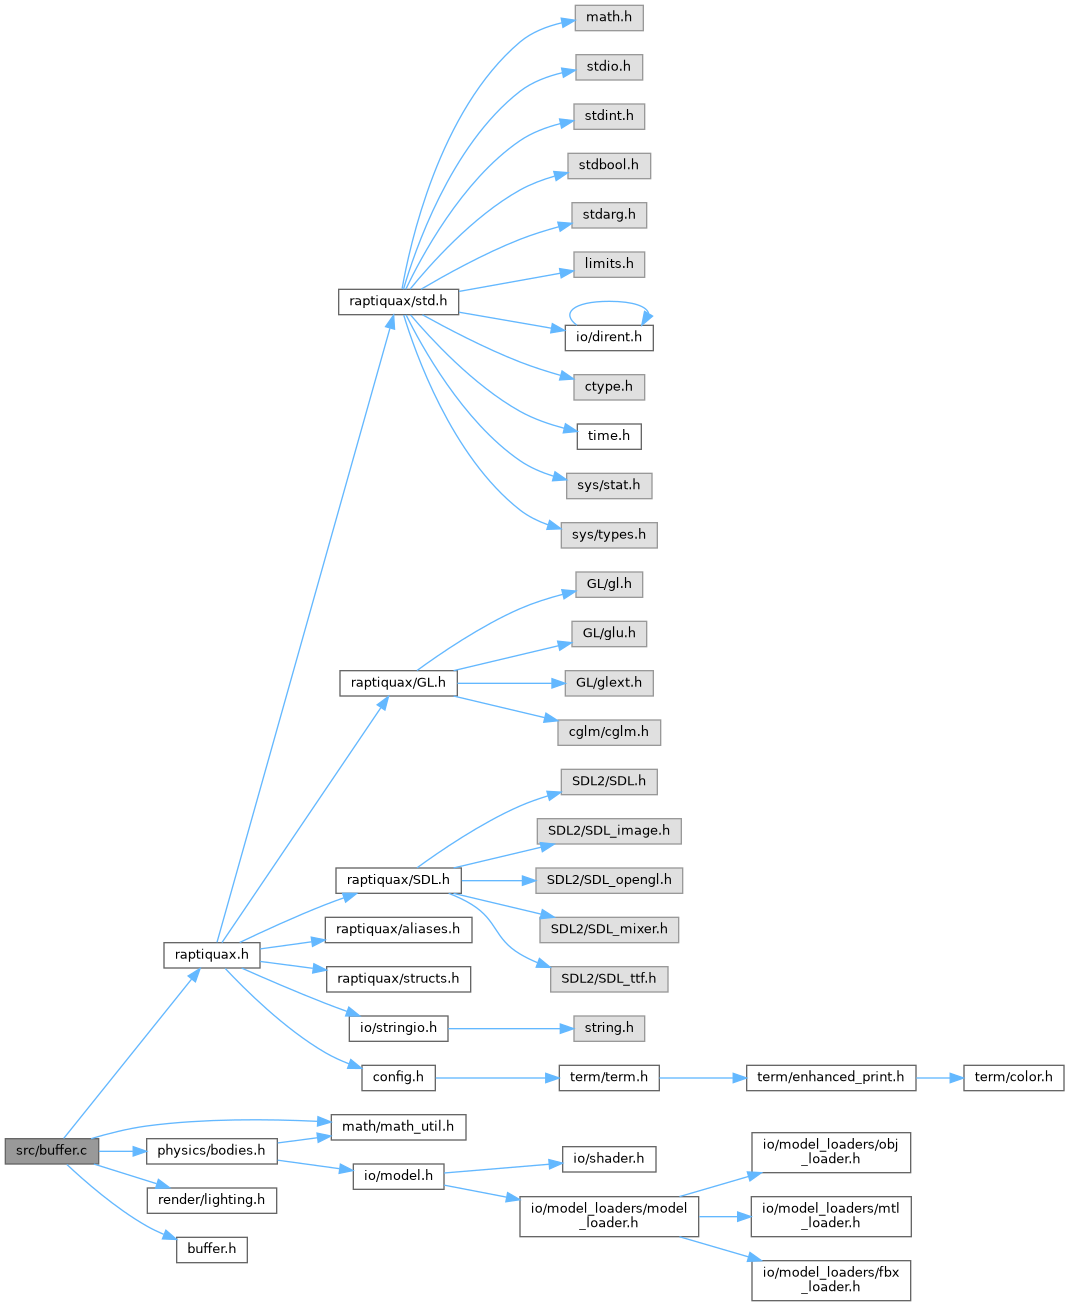 math.h
stdio.h
stdint.h
stdbool.h
stdarg.h
limits.h
raptiquax/std.h
io/dirent.h
ctype.h
time.h
sys/stat.h
sys/types.h
GL/gl.h
GL/glu.h
raptiquax/GL.h
GL/glext.h
cglm/cglm.h
SDL2/SDL.h
SDL2/SDL_image.h
raptiquax/SDL.h
SDL2/SDL_opengl.h
raptiquax/aliases.h
SDL2/SDL_mixer.h
raptiquax.h
raptiquax/structs.h
SDL2/SDL_ttf.h
io/stringio.h
string.h
config.h
term/term.h
term/enhanced_print.h
term/color.h
math/math_util.h
src/buffer.c
physics/bodies.h
io/shader.h
io/model_loaders/obj
_loader.h
io/model.h
render/lighting.h
io/model_loaders/model
_loader.h
io/model_loaders/mtl
_loader.h
buffer.h
io/model_loaders/fbx
_loader.h